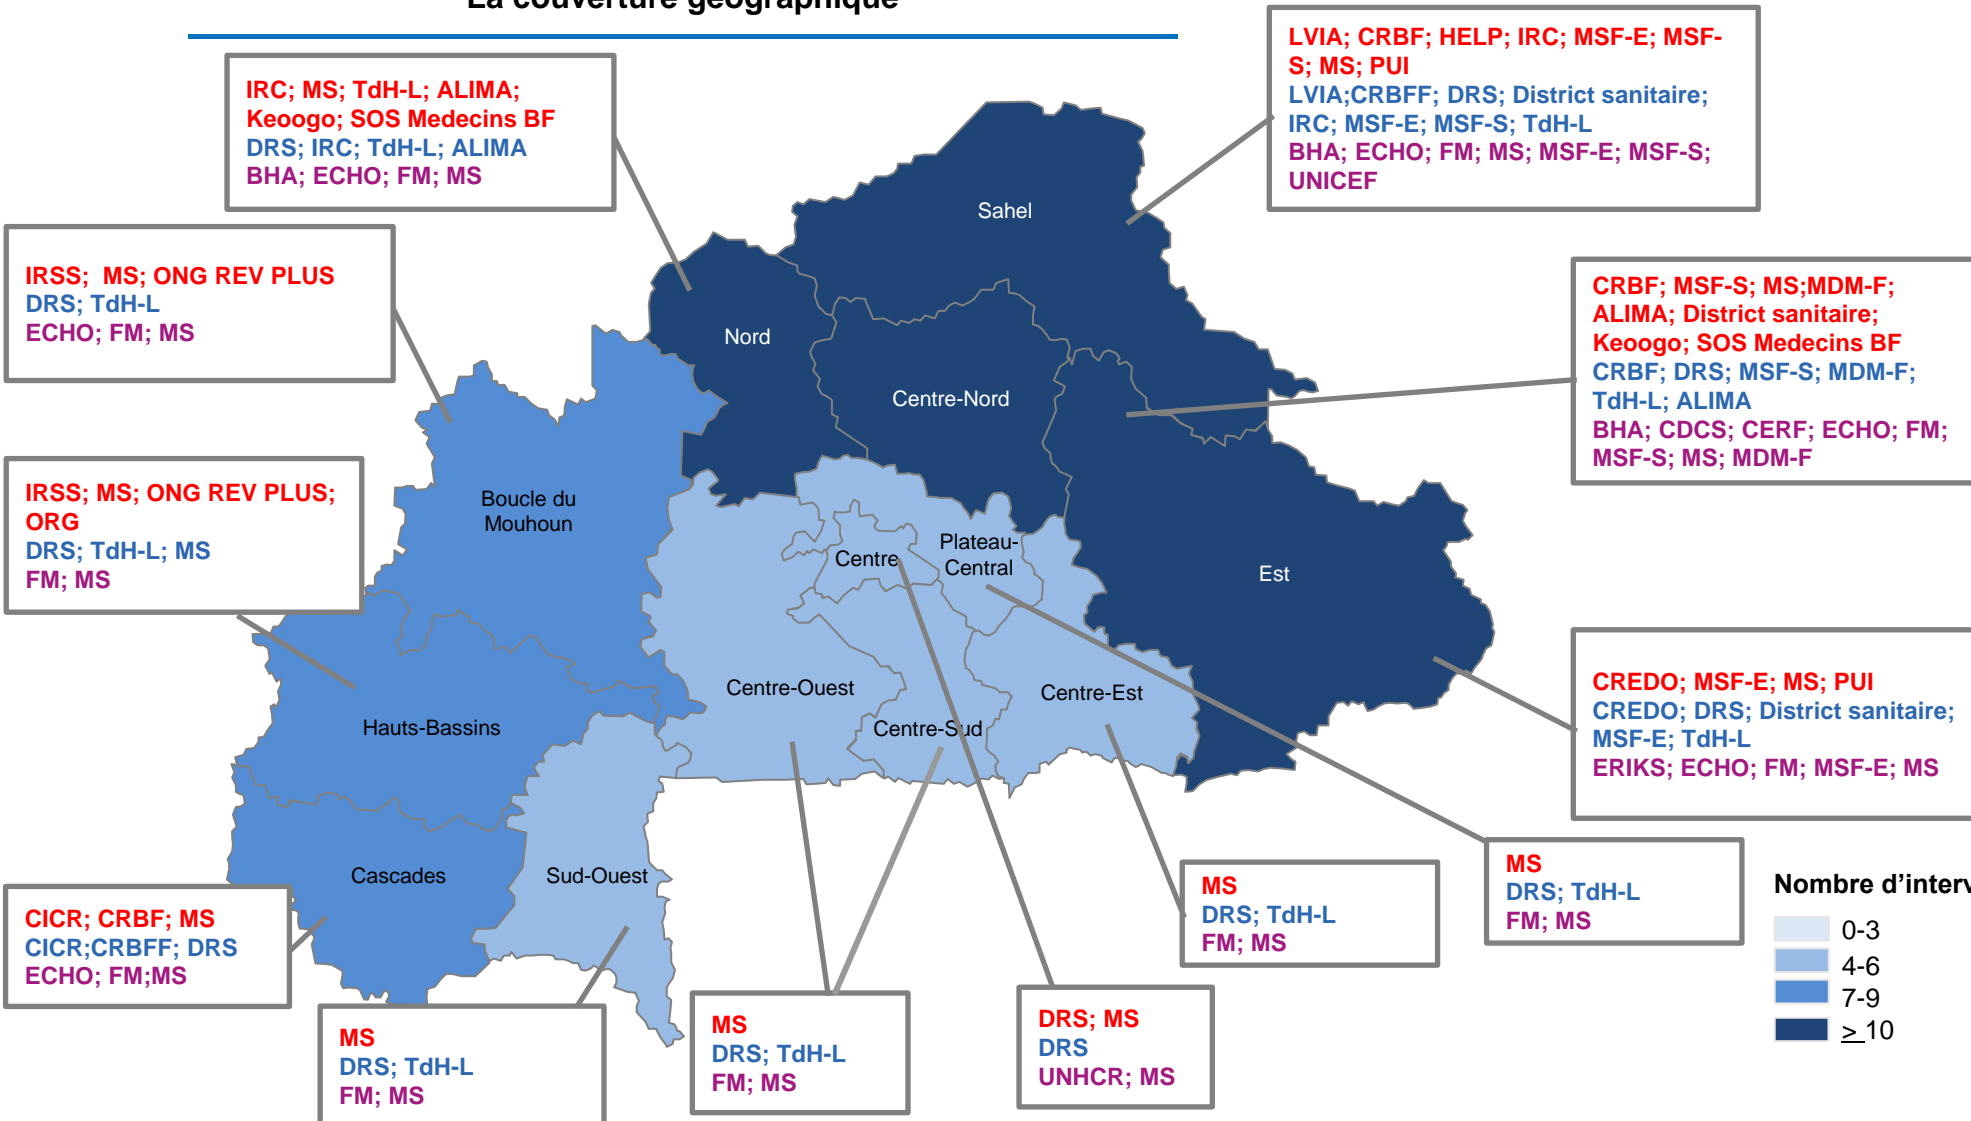 La couverture géographique
LVIA; CRBF; HELP; IRC; MSF-E; MSF-
S; MS; PUI
LVIA;CRBFF; DRS; District sanitaire;
IRC; MSF-E; MSF-S; TdH-L
BHA; ECHO; FM; MS; MSF-E; MSF-S;
UNICEF
IRC; MS; TdH-L; ALIMA;
Keoogo; SOS Medecins BF
DRS; IRC; TdH-L; ALIMA
BHA; ECHO; FM; MS
Sahel
IRSS;  MS; ONG REV PLUS
DRS; TdH-L
ECHO; FM; MS
CRBF; MSF-S; MS;MDM-F;
ALIMA; District sanitaire;
Keoogo; SOS Medecins BF
CRBF; DRS; MSF-S; MDM-F;
TdH-L; ALIMA
BHA; CDCS; CERF; ECHO; FM;
MSF-S; MS; MDM-F
Nord
Centre-Nord
IRSS; MS; ONG REV PLUS;
ORG
DRS; TdH-L; MS
FM; MS
Boucle du
Mouhoun
Centre
Plateau-
Central
Est
Centre-Ouest
Centre-Est
Centre-Sud
Hauts-Bassins
CREDO; MSF-E; MS; PUI
CREDO; DRS; District sanitaire;
MSF-E; TdH-L
ERIKS; ECHO; FM; MSF-E; MS
Cascades
Sud-Ouest
CICR; CRBF; MS
CICR;CRBFF; DRS
ECHO; FM;MS
MS
DRS; TdH-L
FM; MS
MS
DRS; TdH-L
FM; MS
DRS; MS
DRS
UNHCR; MS
MS
DRS; TdH-L
FM; MS
MS
DRS; TdH-L
FM; MS
Nombre d’interv
0-3
4-6
7-9
≥ 10